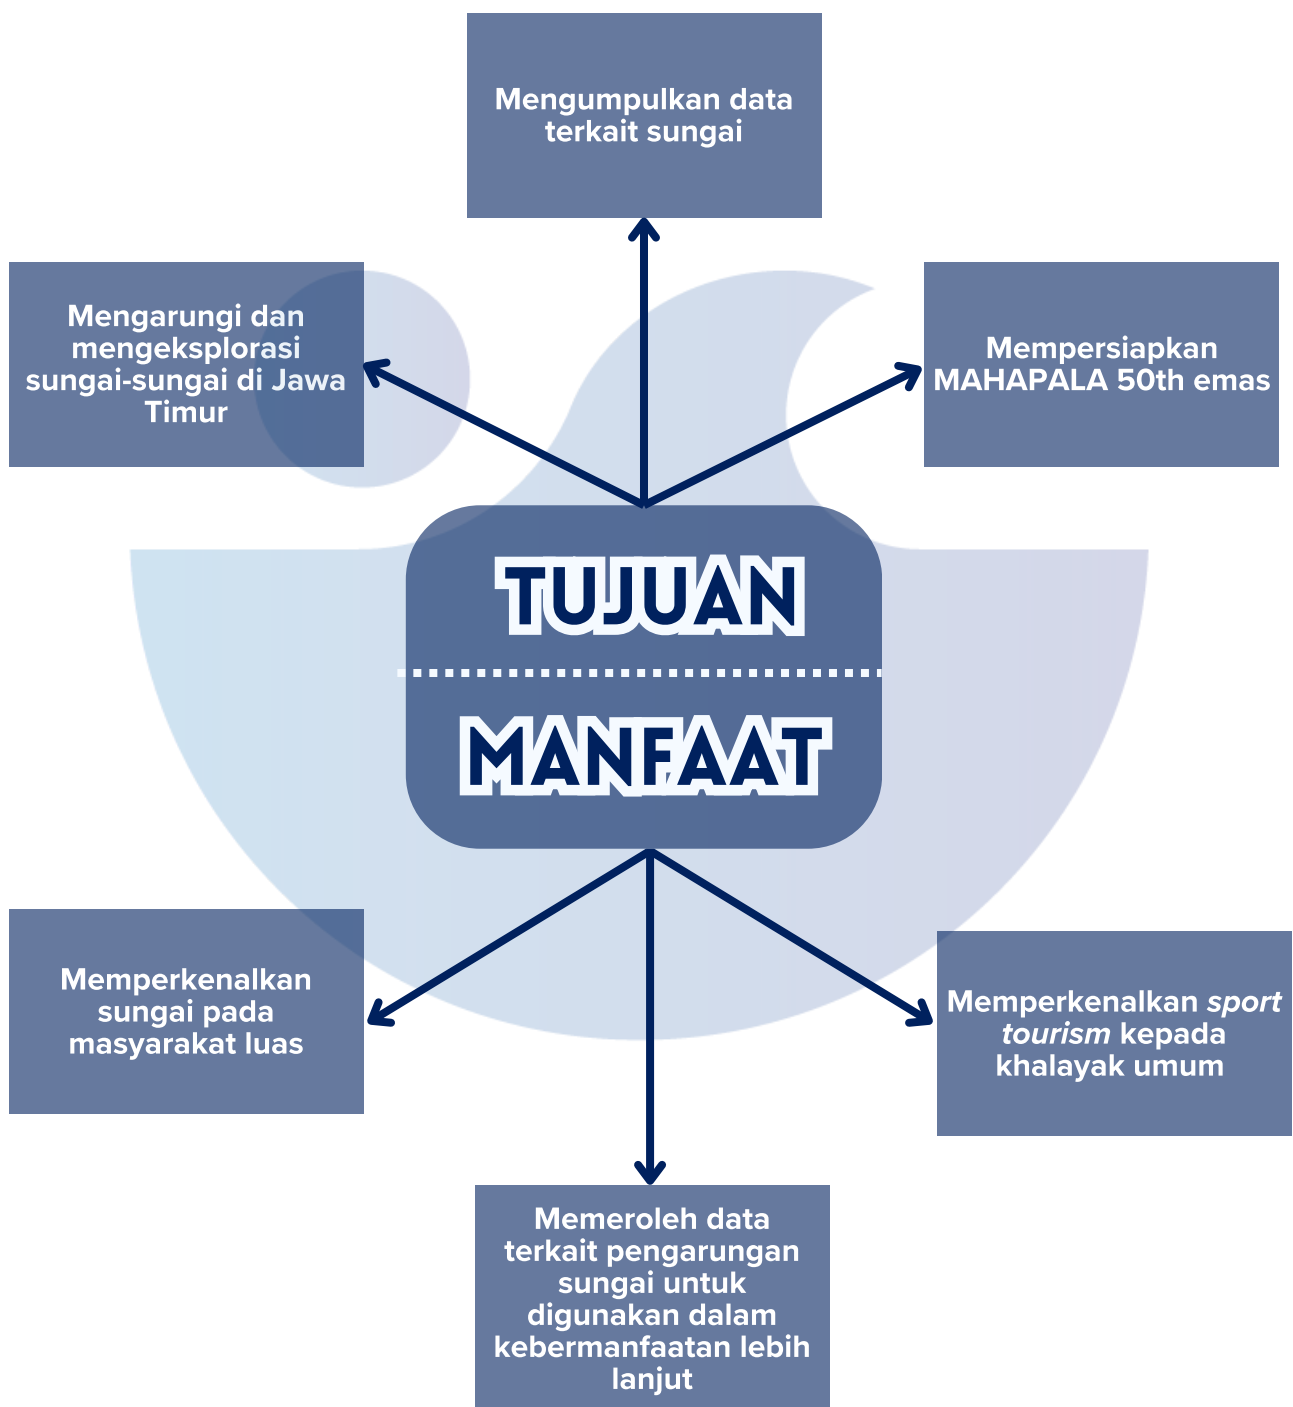 Mengumpulkan data
terkait sungai
Mengarungi dan
mengeksplorasi
sungai-sungai di Jawa
Timur
Mempersiapkan
MAHAPALA 50th emas
TUJUAN
MANFAAT
Memperkenalkan
sungai pada
masyarakat luas
Memperkenalkan sport
tourism kepada
khalayak umum
Memeroleh data
terkait pengarungan
sungai untuk
digunakan dalam
kebermanfaatan lebih
lanjut